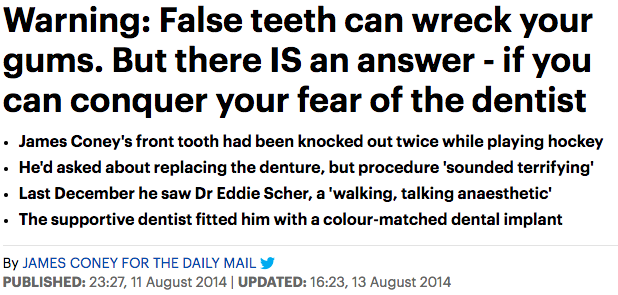 Warning: False teeth can wreck your
gums. But there IS an answer - if you
can conquer your fear of the dentist
• James Coney's front tooth had been knocked out twice while playing hockey
• He'd asked about replacing the denture, but procedure 'sounded terrifying'
• Last December he saw Dr Eddie Scher, a 'walking, talking anaesthetic'
• The supportive dentist fitted him with a colour-matched dental implant
By JAMES CONEY FOR THE DAILY MAIL
PUBLISHED: 23:27, 11 August 2014 | UPDATED: 16:23, 13 August 2014